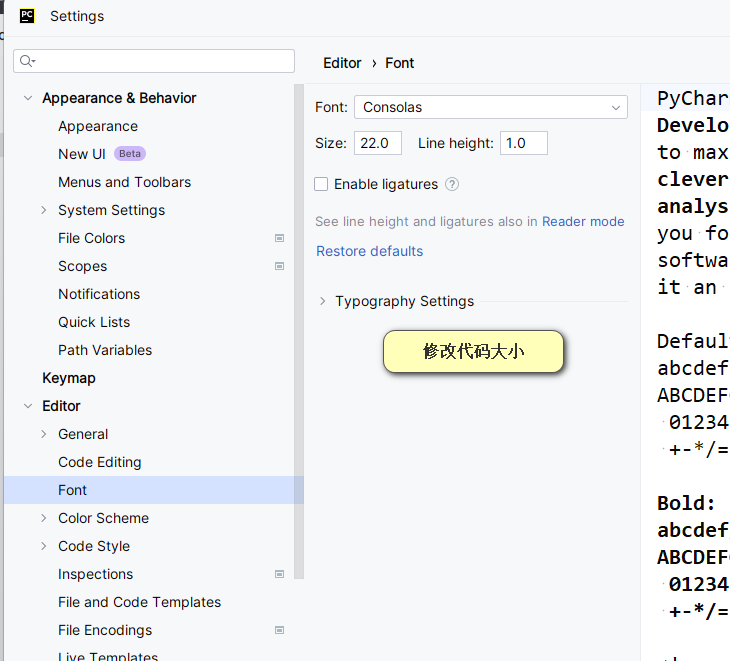 PC Settings
Appearance & Behavior
Appearance
New UI Beta
Menus and Toolbars
System Settings
File Colors
Scopes
Notifications
Quick Lists
Path Variables
Keymap
Editor
General
Code Editing
Font
Color Scheme
Code Style
Inspections
File and Code Templates
File Encodings
Live Templates
Editor › Font
Font: Consolas
Size: 22.0 Line height: 1.0
Enable ligatures ?
See line height and ligatures also in Reader mode
Restore defaults
Typography Settings
修改代码大小
PyChar
Develo
to max
clever
analys
you fo
softwa
it an
Defaul
abcdef
ABCDEF
01234
+-*/=
Bold:
abcdef
ABCDEF
01234
+-*/=